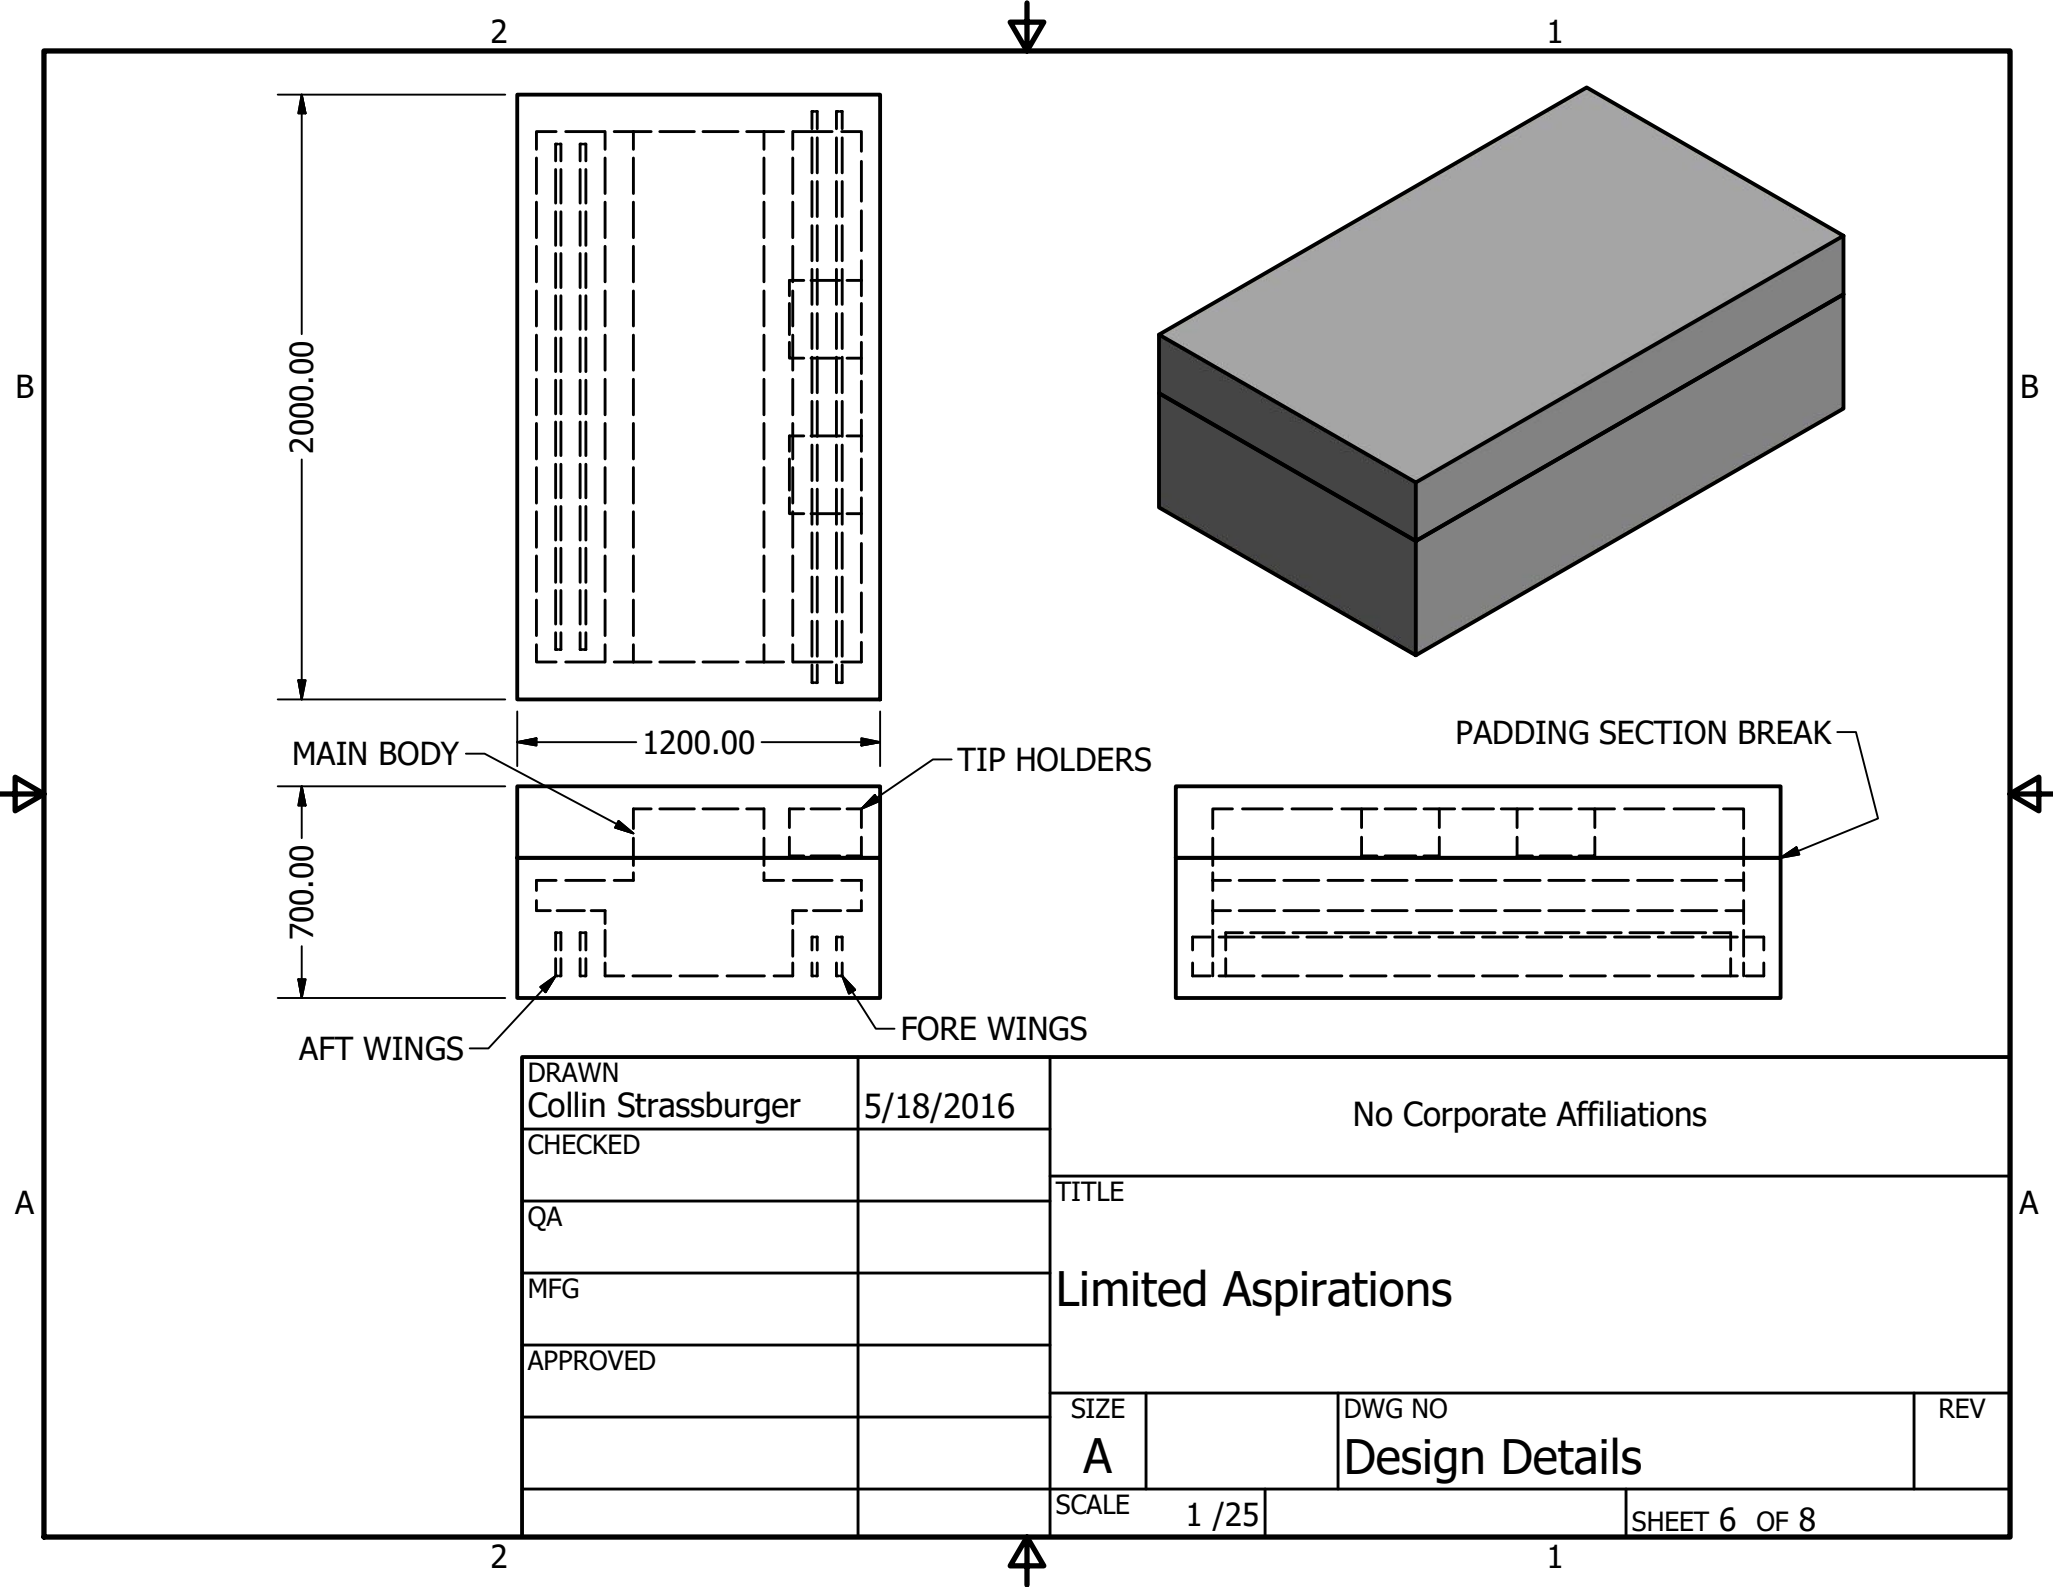 2
1
B
B
2000.00
1200.00
MAIN BODY
TIP HOLDERS
PADDING SECTION BREAK
700.00
FORE WINGS
AFT WINGS
DRAWN
Collin Strassburger
5/18/2016
No Corporate Affiliations
CHECKED
TITLE
A
A
QA
Limited Aspirations
MFG
APPROVED
SIZE
A
DWG NO
Design Details
REV
SCALE
1 /25
SHEET 6 OF 8
2
1